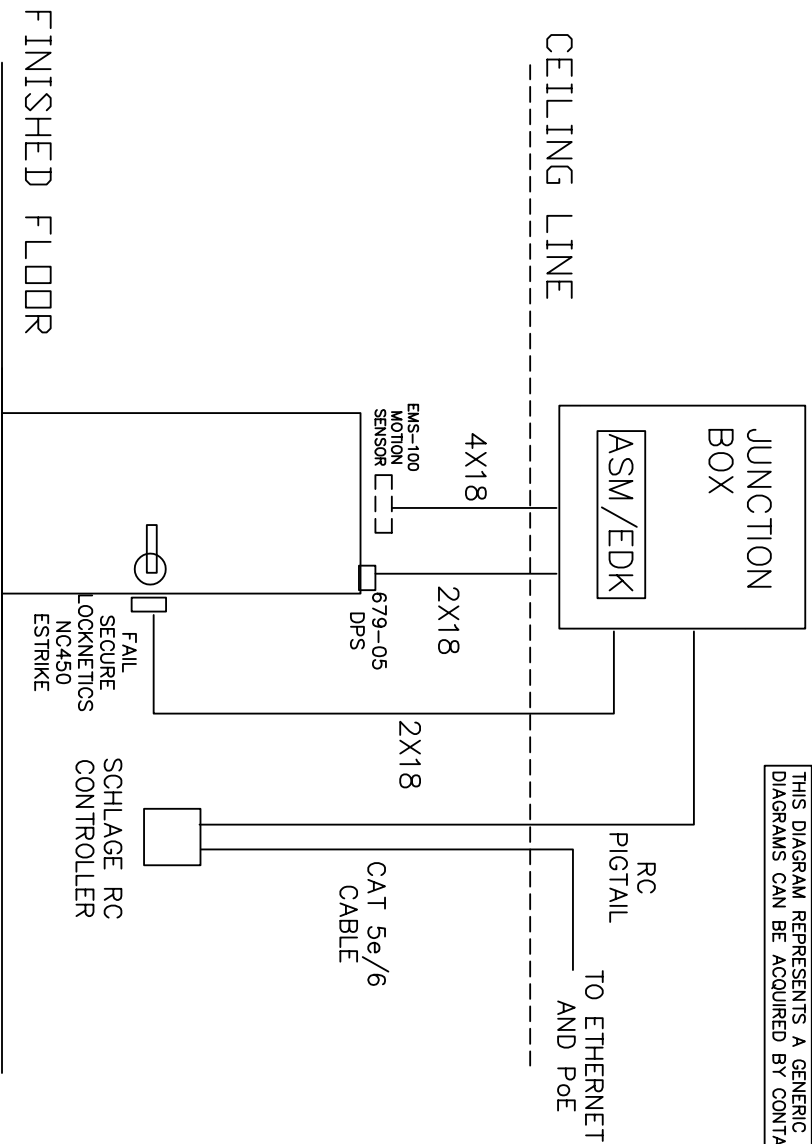 THIS DIAGRAM REPRESENTS A GENERIC
DIAGRAMS CAN BE ACQUIRED BY CONTA
JUNCTION
BOX
ASM/EDK
RC
PIGTAIL
TO ETHERNET
AND PoE
CEILING LINE
4X18
2X18
2X18
EMS-100
MOTION
SENSOR
679-05
DPS
CAT 5e/6
CABLE
FAIL
SECURE
LOCKNETICS
NC450
ESTRIKE
SCHLAGE RC
CONTROLLER
FINISHED FLOOR